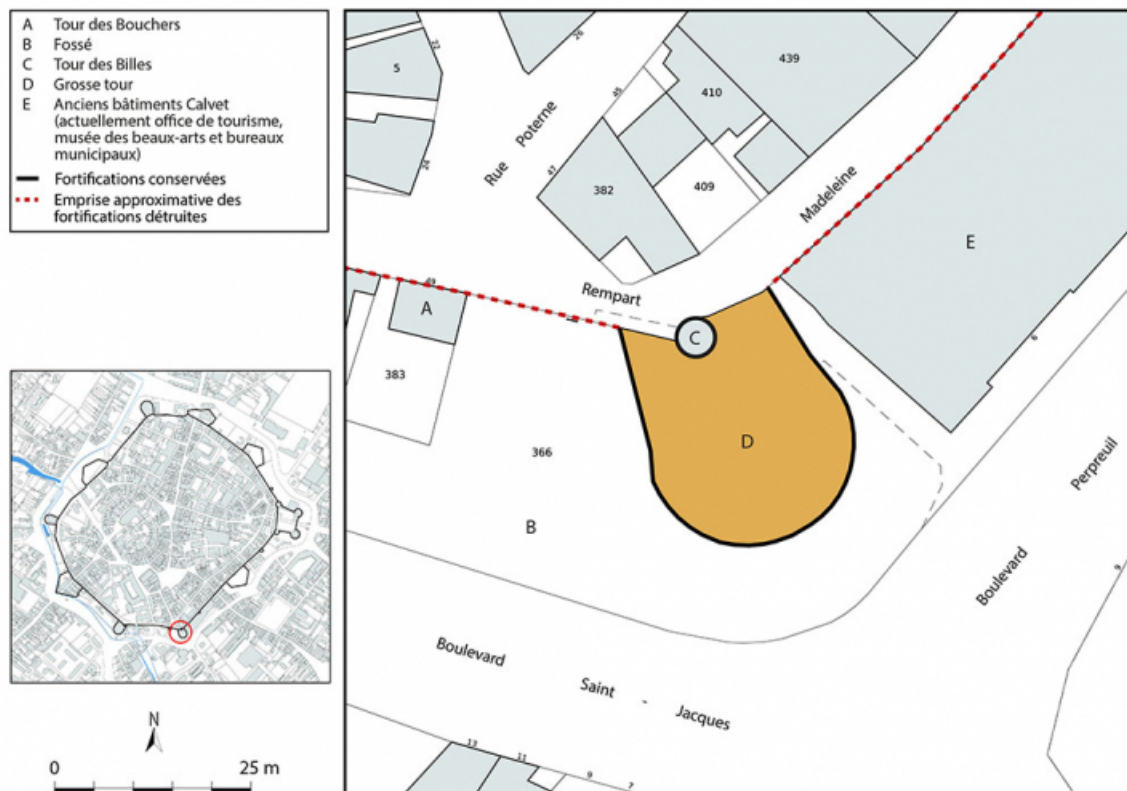 A Tour des Bouchers
B Fossé
C Tour des Billes
D Grosse tour
E Anciens bâtiments Calvet
(actuellement office de tourisme,
musée des beaux-arts et bureaux
municipaux)
Fortifications conservées
Emprise approximative des
fortifications détruites
N
0 25 m
22
26
5
439
45
410
24
Rue Poterne
47
382
409
Madeleine
E
49
A
Rempart
C
383
6
D
366
B
Perpreuil
Boulevard
9
Boulevard
Saint
-
Jacques
13
11
9
7